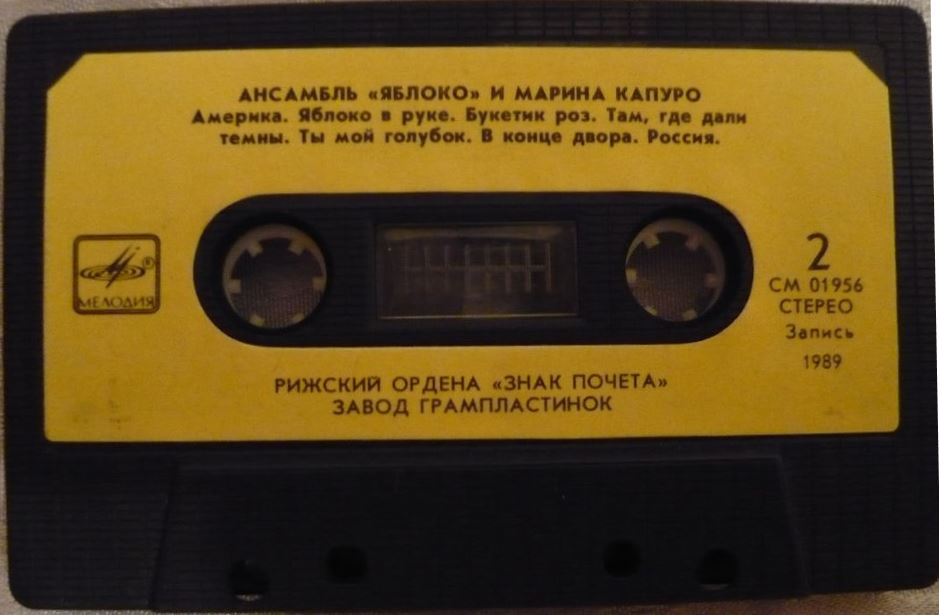 АНСАМБЛЬ «ЯБЛОКО» И МАРИНА КАПУРО
Америка. Яблоко в руке. Букетик роз. Там, где дали
темны. Ты мой голубок. В конце двора. Россия.
МЕЛОДИЯ ®
2
СМ 01956
СТЕРЕО
Запись
1989
РИЖСКИЙ ОРДЕНА «ЗНАК ПОЧЕТА»
ЗАВОД ГРАМПЛАСТИНОК